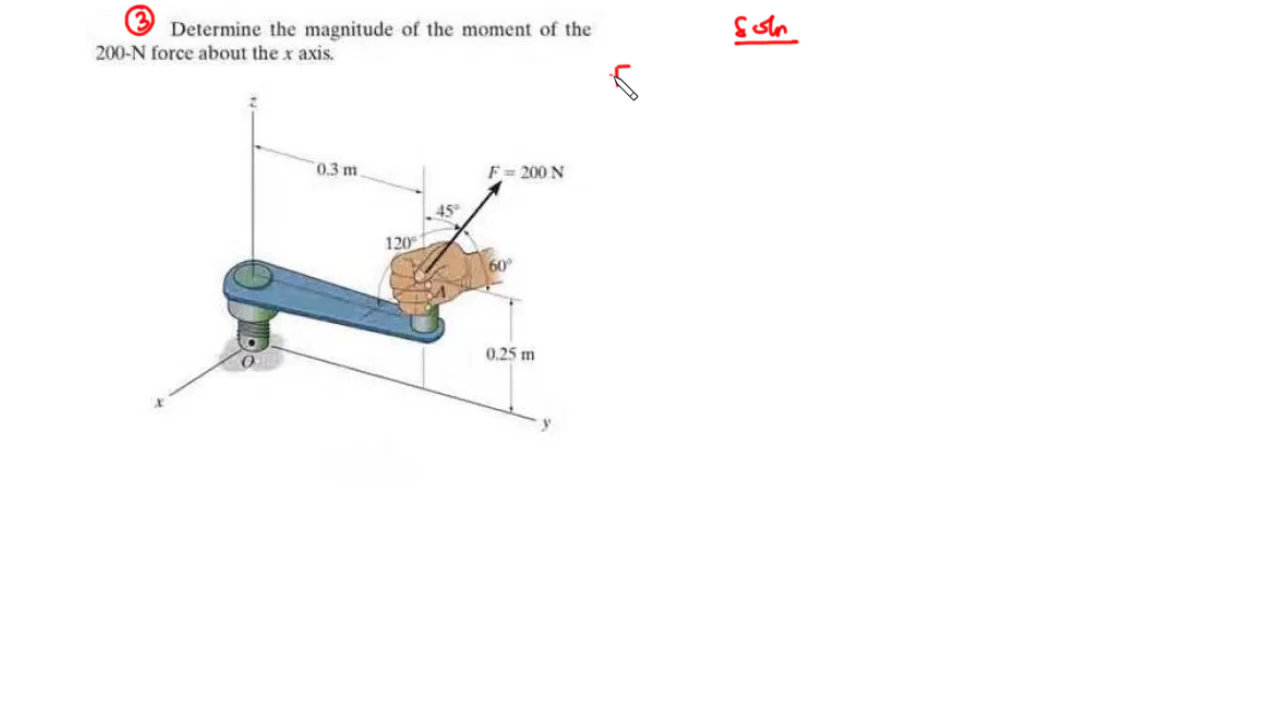 ③ Determine the magnitude of the moment of the
200-N force about the x axis.
Soln
z
0.3 m
F = 200 N
45°
120°
60°
A
0.25 m
O
x
y